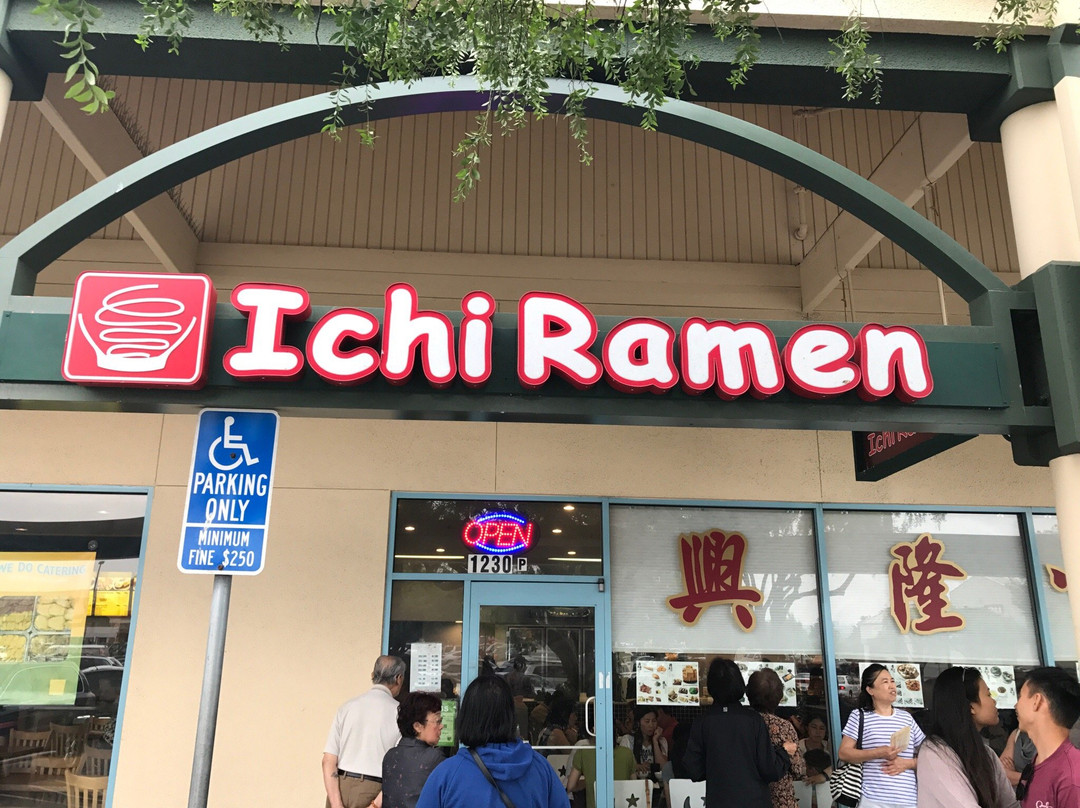 Ichi Ramen
PARKING
ONLY
MINIMUM
FINE $250
OPEN
1230 P
WE DO CATERING
興 隆